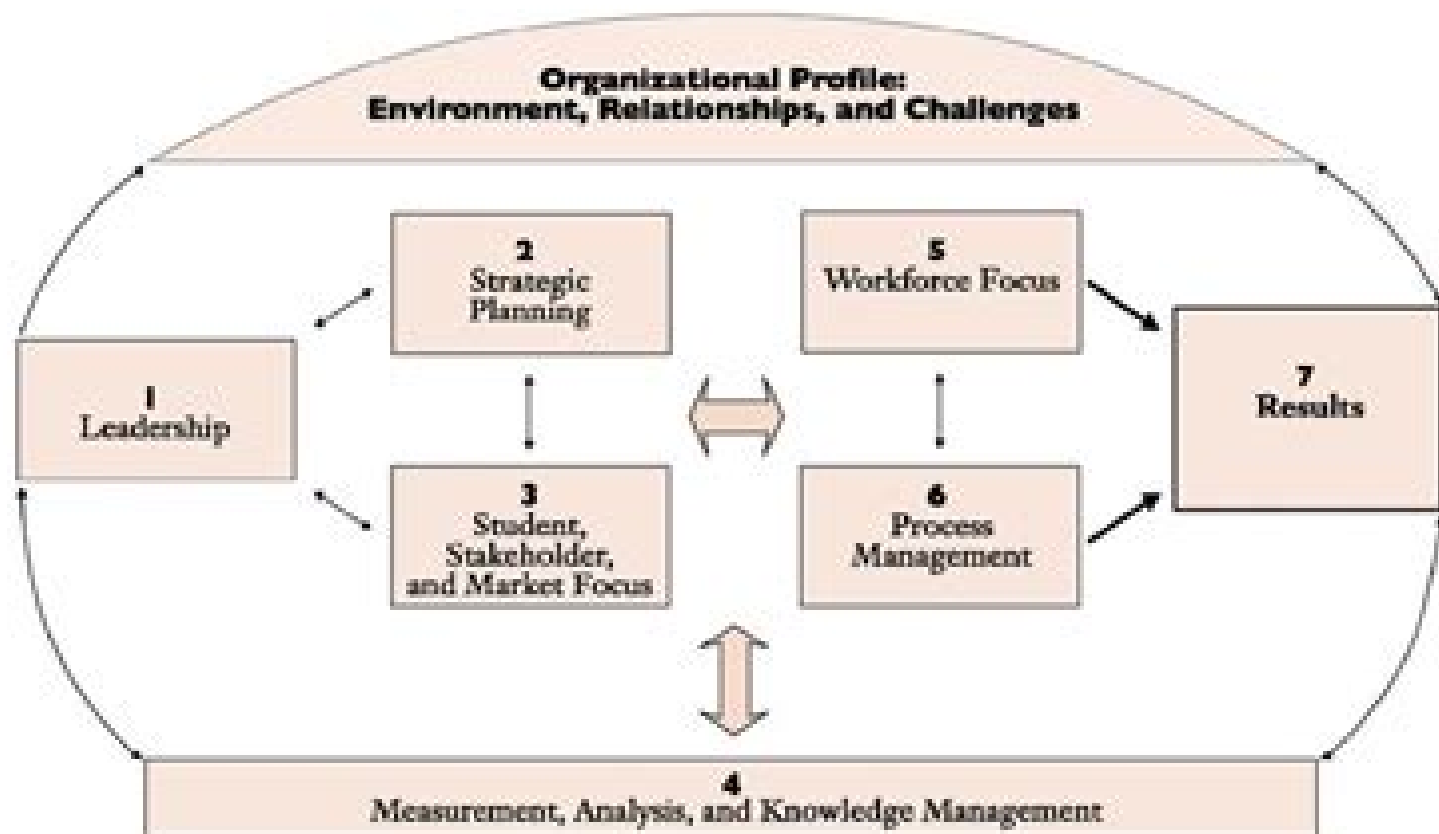 Organizational Profile:
Environment, Relationships, and Challenges
2
Strategic
Planning
5
Workforce Focus
1
Leadership
7
Results
3
Student,
Stakeholder,
and Market Focus
6
Process
Management
4
Measurement, Analysis, and Knowledge Management